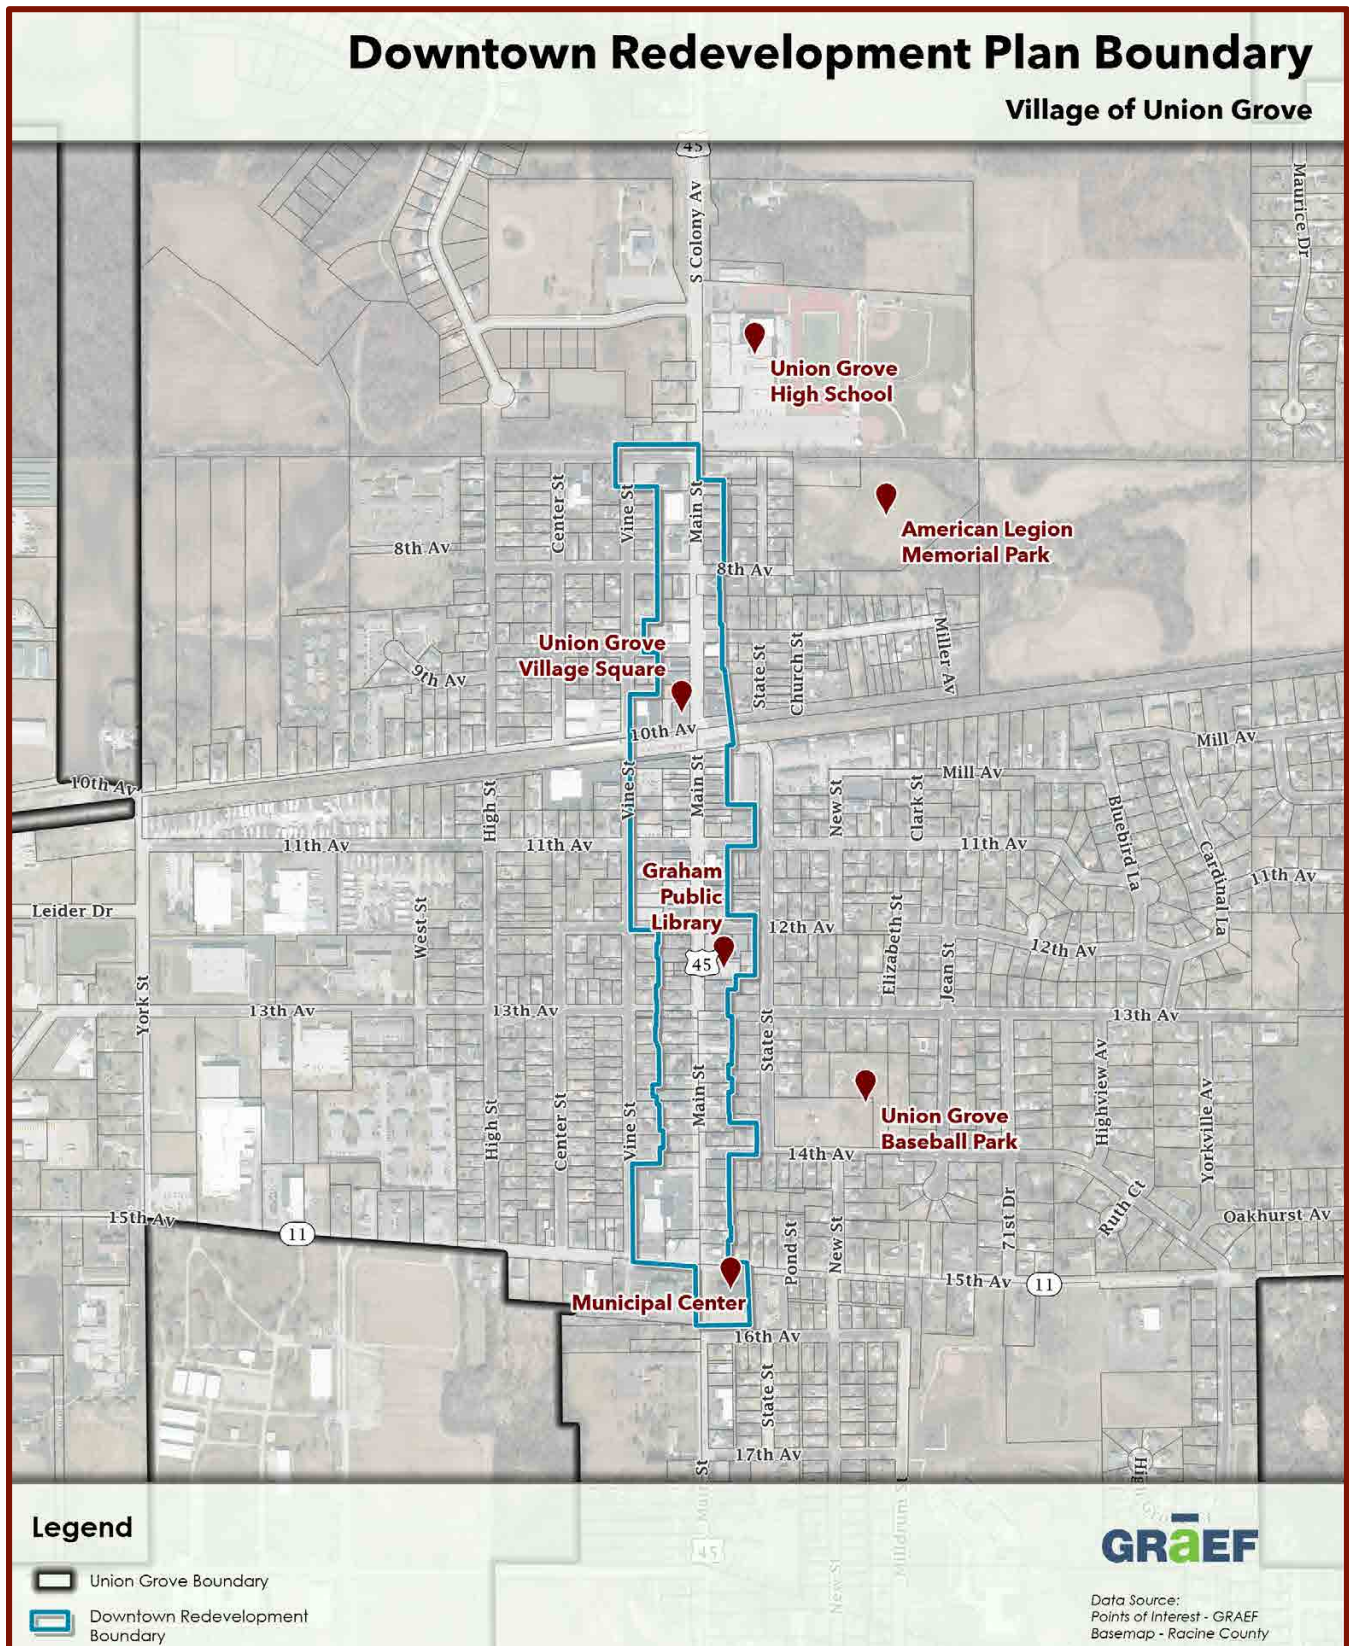 Downtown Redevelopment Plan Boundary
Village of Union Grove
45
S Colony Av
Maurice Dr
Union Grove
High School
American Legion
Memorial Park
Center St
Vine St
Main St
8th Av
8th Av
Union Grove
Village Square
9th Av
State St
Church St
Miller Av
10th Av
10th Av
Mill Av
Mill Av
High St
Vine St
Main St
New St
Clark St
Bluebird La
Cardinal La
11th Av
11th Av
11th Av
11th Av
Graham
Public
Library
Leider Dr
West St
12th Av
12th Av
Elizabeth St
Jean St
45
York St
13th Av
13th Av
13th Av
State St
Main St
Highview Av
Yorkville Av
Union Grove
Baseball Park
High St
Center St
Vine St
14th Av
Ruth Ct
71st Dr
Oakhurst Av
15th Av
11
Pond St
New St
15th Av
11
Municipal Center
16th Av
State St
17th Av
Main St
45
New St
Milldrum St
Legend
Union Grove Boundary
Downtown Redevelopment
Boundary
GRAEF
Data Source:
Points of Interest - GRAEF
Basemap - Racine County